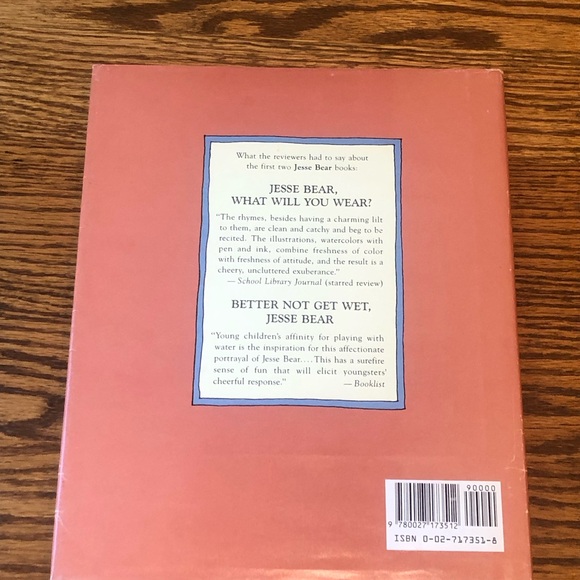 What the reviewers had to say about
the first two Jesse Bear books:
JESSE BEAR,
WHAT WILL YOU WEAR?
“The rhymes, besides having a charming lilt
to them, are clean and catchy and beg to be
recited. The illustrations, watercolors with
pen and ink, combine freshness of color
with freshness of attitude, and the result is a
cheery, uncluttered exuberance.”
— School Library Journal (starred review)
BETTER NOT GET WET,
JESSE BEAR
“Young children's affinity for playing with
water is the inspiration for this affectionate
portrayal of Jesse Bear....This has a surefire
sense of fun that will elicit youngsters'
cheerful response.” — Booklist
90000
9 780027 173512
ISBN 0-02-717351-8